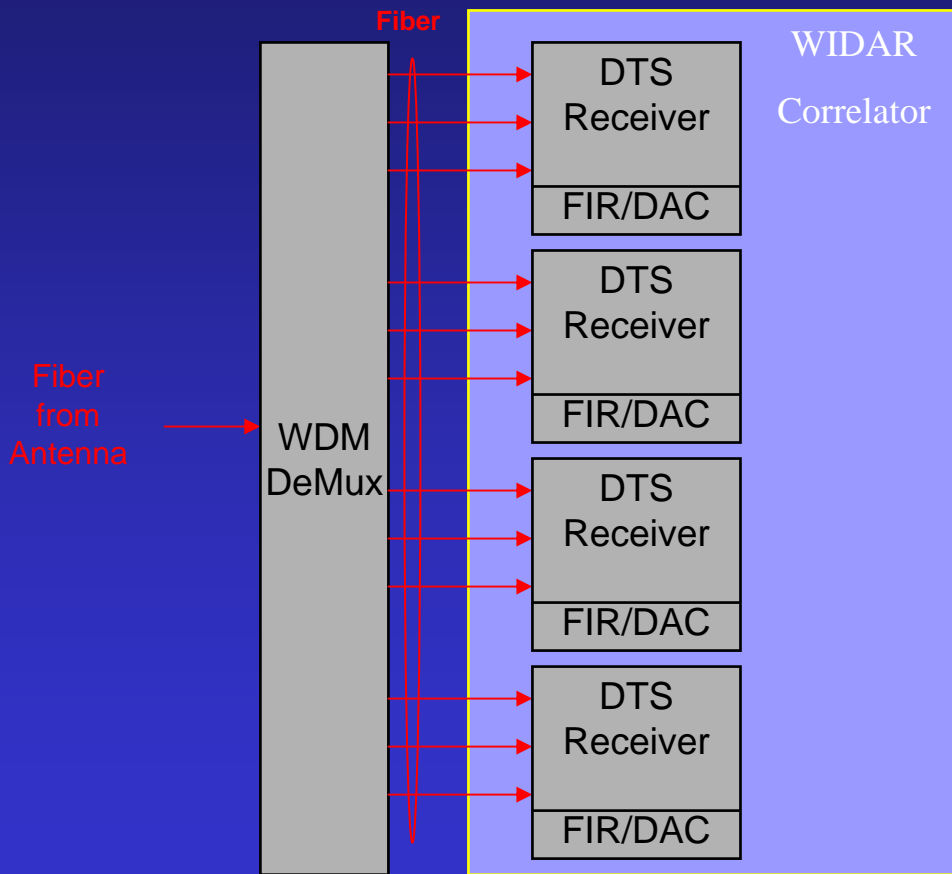 Fiber
WIDAR
Correlator
DTS
Receiver
FIR/DAC
DTS
Receiver
FIR/DAC
Fiber
from
Antenna
WDM
DeMux
DTS
Receiver
FIR/DAC
DTS
Receiver
FIR/DAC